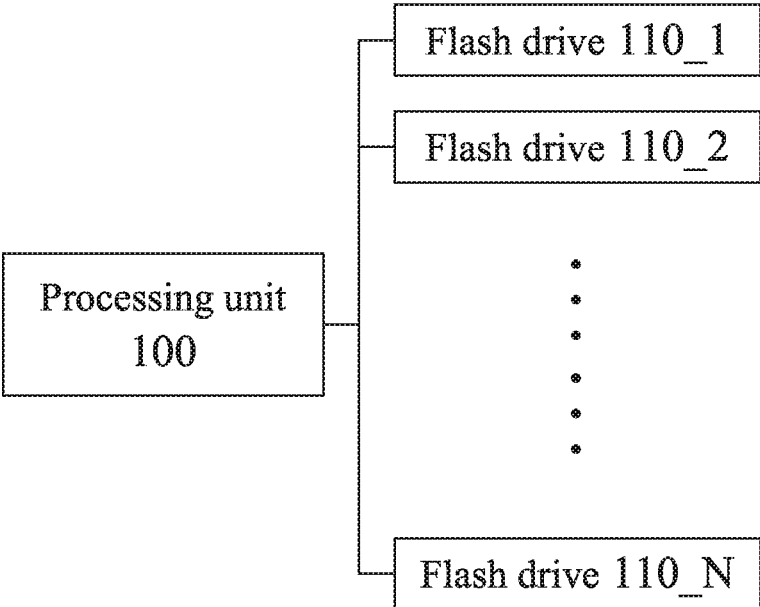 Flash drive 110_1
Flash drive 110_2
Processing unit
100
Flash drive 110_N